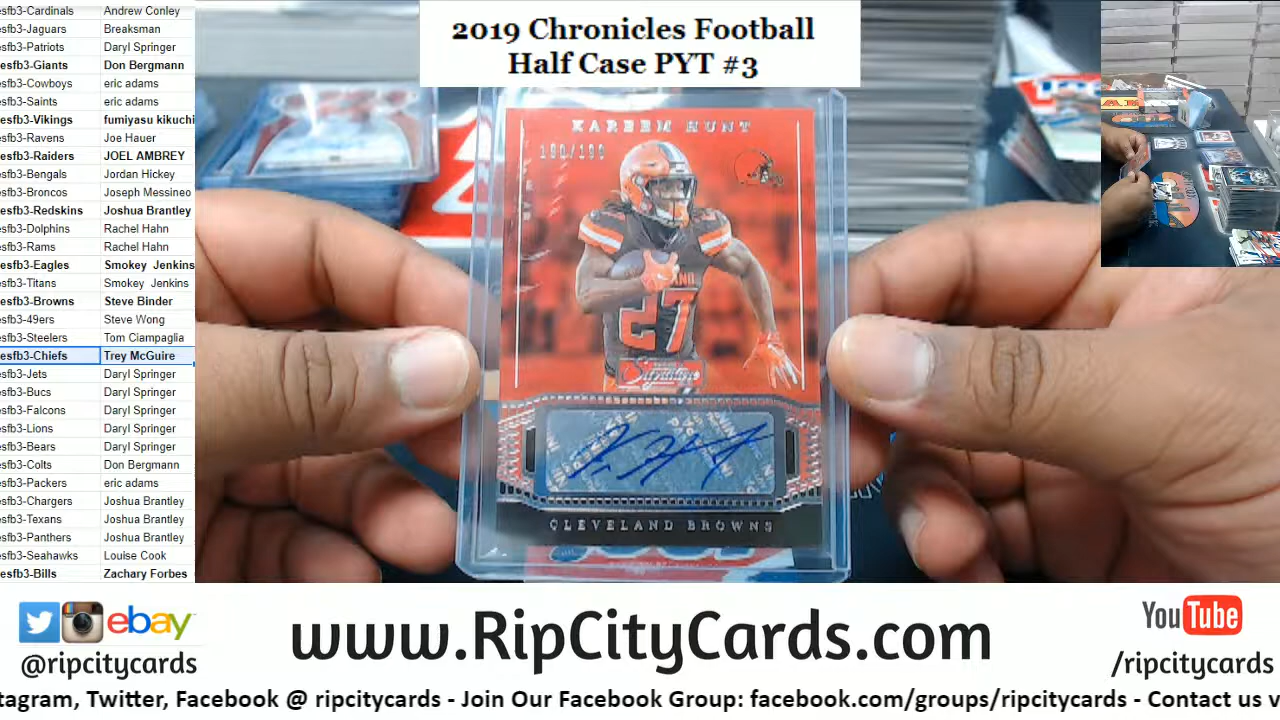 2019 Chronicles Football
Half Case PYT #3
esfb3-Cardinals Andrew Conley
esfb3-Jaguars Breaksman
esfb3-Patriots Daryl Springer
esfb3-Giants Don Bergmann
esfb3-Cowboys eric adams
esfb3-Saints eric adams
esfb3-Vikings fumiyasu kikuchi
esfb3-Ravens Joe Hauer
esfb3-Raiders JOEL AMBREY
esfb3-Bengals Jordan Hickey
esfb3-Broncos Joseph Messineo
esfb3-Redskins Joshua Brantley
esfb3-Dolphins Rachel Hahn
esfb3-Rams Rachel Hahn
esfb3-Eagles Smokey Jenkins
esfb3-Titans Smokey Jenkins
esfb3-Browns Steve Binder
esfb3-49ers Steve Wong
esfb3-Steelers Tom Ciampaglia
esfb3-Chiefs Trey McGuire
esfb3-Jets Daryl Springer
esfb3-Bucs Daryl Springer
esfb3-Falcons Daryl Springer
esfb3-Lions Daryl Springer
esfb3-Bears Daryl Springer
esfb3-Colts Don Bergmann
esfb3-Packers eric adams
esfb3-Chargers Joshua Brantley
esfb3-Texans Joshua Brantley
esfb3-Panthers Joshua Brantley
esfb3-Seahawks Louise Cook
esfb3-Bills Zachary Forbes
KAREEM HUNT
27
Signature
CLEVELAND BROWNS
ebay
@ripcitycards
www.RipCityCards.com
YouTube
/ripcitycards
stagram, Twitter, Facebook @ ripcitycards - Join Our Facebook Group: facebook.com/groups/ripcitycards - Contact us v